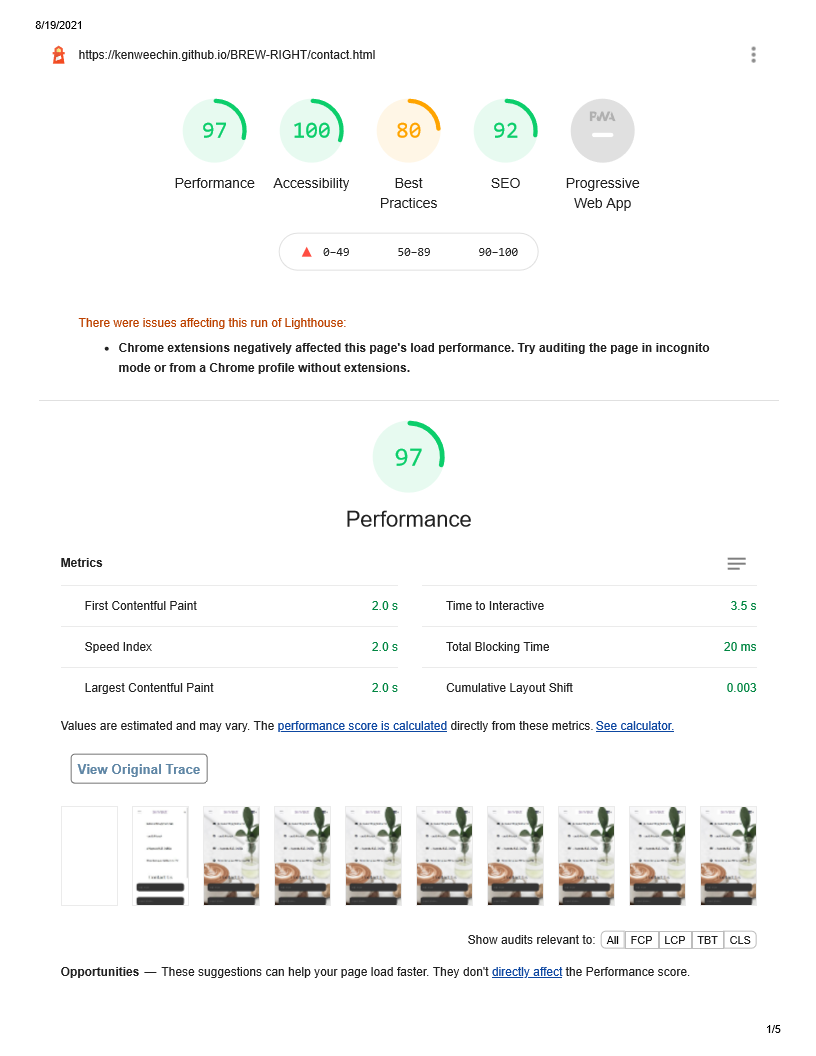 8/19/2021
https://kenweechin.github.io/BREW-RIGHT/contact.html
97
100
80
92
PWA
Performance
Accessibility
Best
Practices
SEO
Progressive
Web App
0–49
50–89
90–100
There were issues affecting this run of Lighthouse:
• Chrome extensions negatively affected this page's load performance. Try auditing the page in incognito
mode or from a Chrome profile without extensions.
97
Performance
Metrics
First Contentful Paint 2.0 s
Time to Interactive 3.5 s
Speed Index 2.0 s
Total Blocking Time 20 ms
Largest Contentful Paint 2.0 s
Cumulative Layout Shift 0.003
Values are estimated and may vary. The performance score is calculated directly from these metrics. See calculator.
View Original Trace
Show audits relevant to: All FCP LCP TBT CLS
Opportunities — These suggestions can help your page load faster. They don't directly affect the Performance score.
1/5